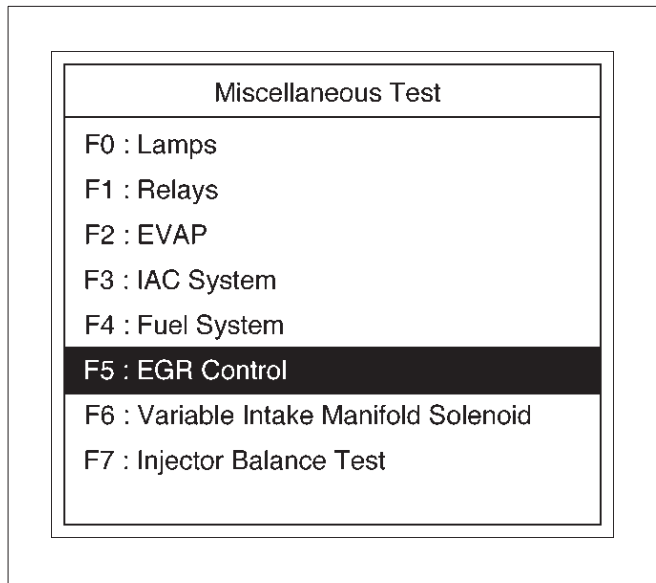 Miscellaneous Test
F0 : Lamps
F1 : Relays
F2 : EVAP
F3 : IAC System
F4 : Fuel System
F5 : EGR Control
F6 : Variable Intake Manifold Solenoid
F7 : Injector Balance Test